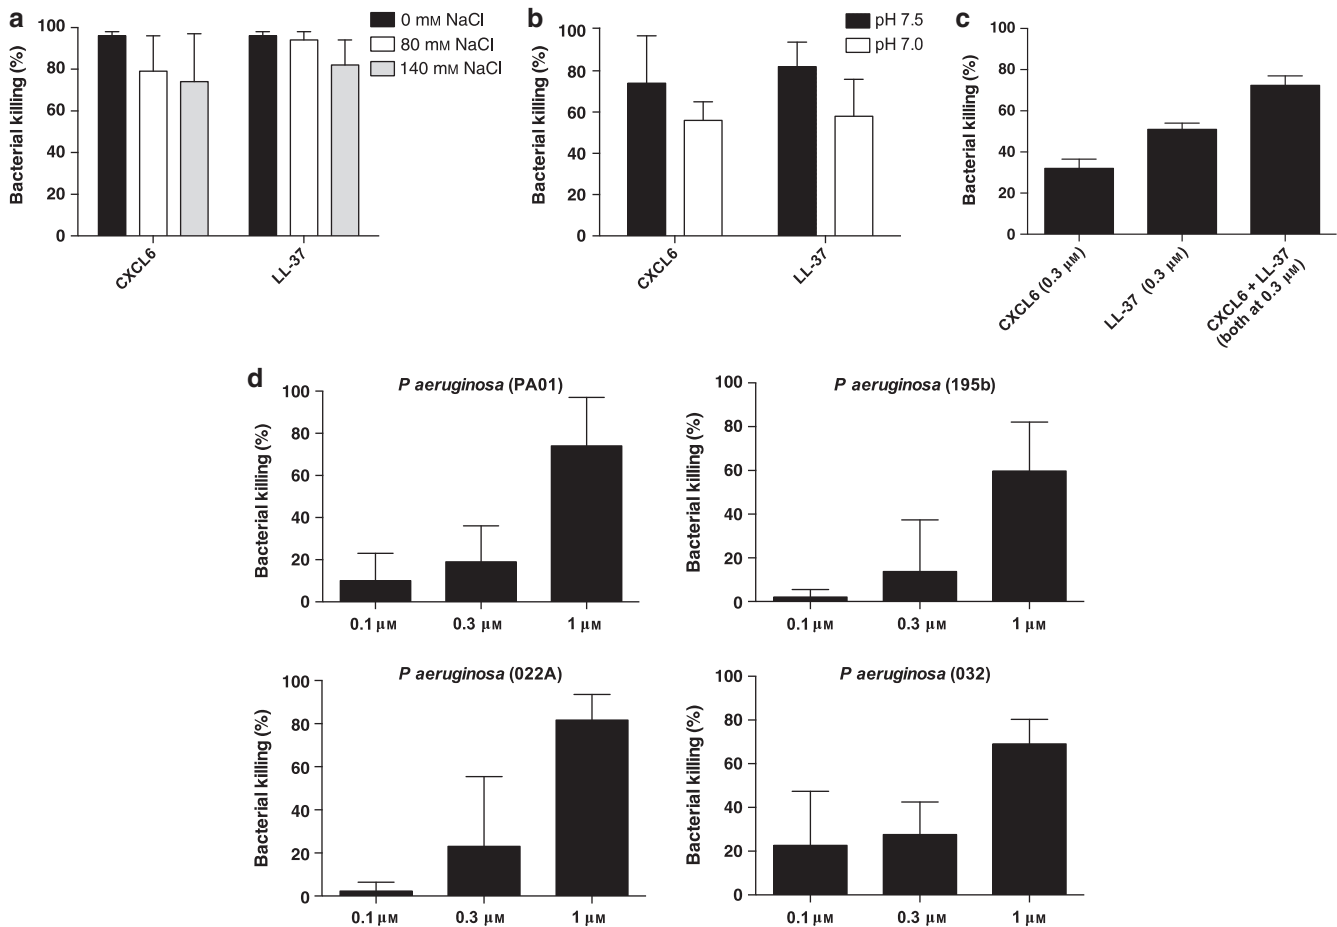 a
Bacterial killing (%)
100
80
60
40
20
0
CXCL6
LL-37
0 mM NaCl
80 mM NaCl
140 mM NaCl
b
Bacterial killing (%)
100
80
60
40
20
0
CXCL6
LL-37
pH 7.5
pH 7.0
c
Bacterial killing (%)
100
80
60
40
20
0
CXCL6 (0.3 μM)
LL-37 (0.3 μM)
CXCL6 + LL-37
(both at 0.3 μM)
d
P aeruginosa (PA01)
Bacterial killing (%)
100
80
60
40
20
0
0.1 μM
0.3 μM
1 μM
P aeruginosa (195b)
Bacterial killing (%)
100
80
60
40
20
0
0.1 μM
0.3 μM
1 μM
P aeruginosa (022A)
Bacterial killing (%)
100
80
60
40
20
0
0.1 μM
0.3 μM
1 μM
P aeruginosa (032)
Bacterial killing (%)
100
80
60
40
20
0
0.1 μM
0.3 μM
1 μM